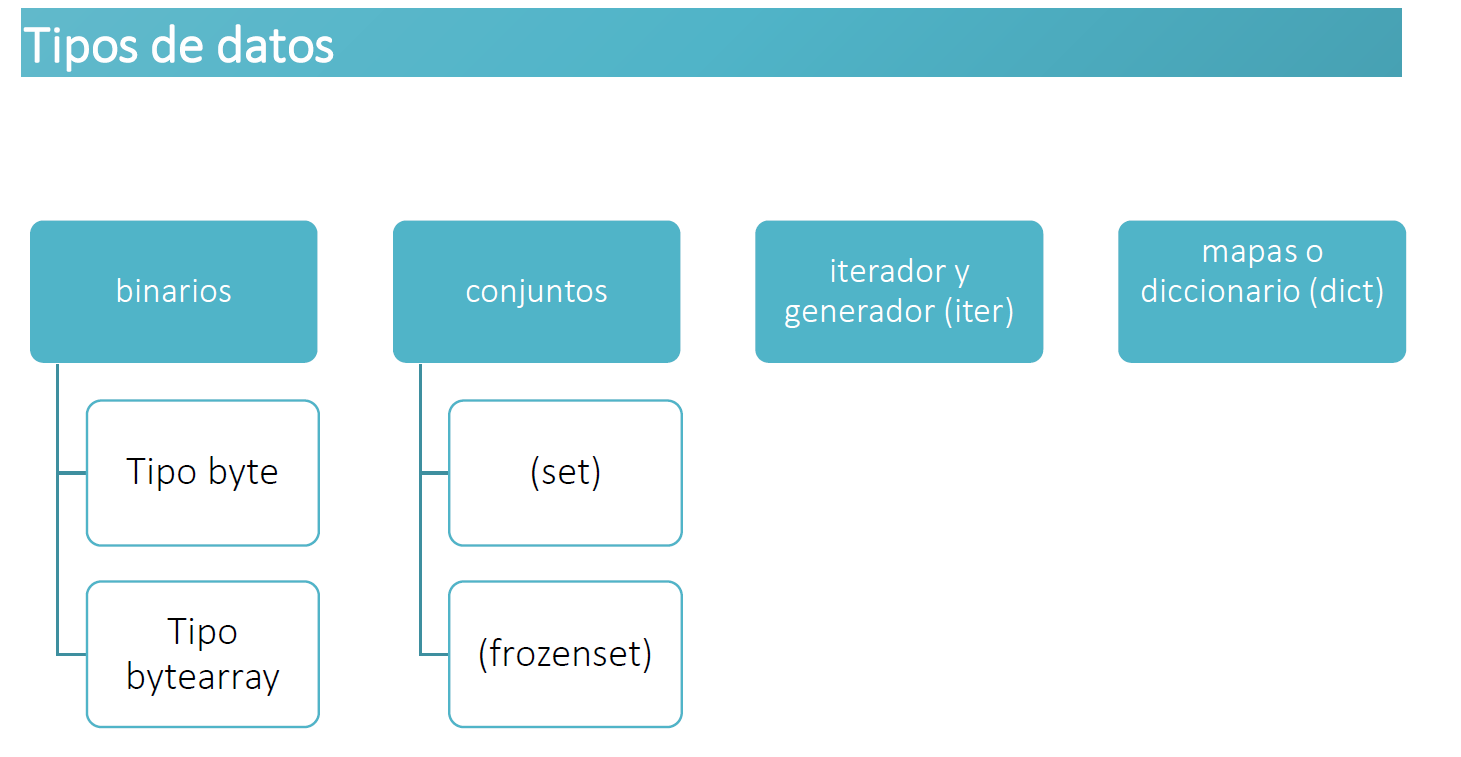 Tipos de datos
binarios
Tipo byte
Tipo
bytearray
conjuntos
(set)
(frozenset)
iterador y
generador (iter)
mapas o
diccionario (dict)